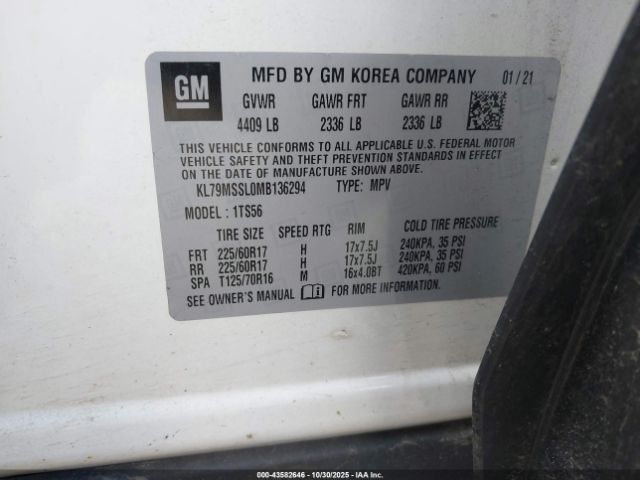 GM MFD BY GM KOREA COMPANY 01/21
GVWR GAWR FRT GAWR RR
4409 LB 2336 LB 2336 LB
THIS VEHICLE CONFORMS TO ALL APPLICABLE U.S. FEDERAL MOTOR
VEHICLE SAFETY AND THEFT PREVENTION STANDARDS IN EFFECT
ON THE DATE OF MANUFACTURE SHOWN ABOVE.
KL79MSSL0MB136294 TYPE: MPV
MODEL: 1TS56
TIRE SIZE SPEED RTG RIM COLD TIRE PRESSURE
FRT 225/60R17 H 17x7.5J 240KPA, 35 PSI
RR 225/60R17 H 17x7.5J 240KPA, 35 PSI
SPA T125/70R16 M 16x4.0BT 420KPA, 60 PSI
SEE OWNER'S MANUAL FOR MORE INFORMATION.
000-43582646 • 10/30/2025 • IAA.com